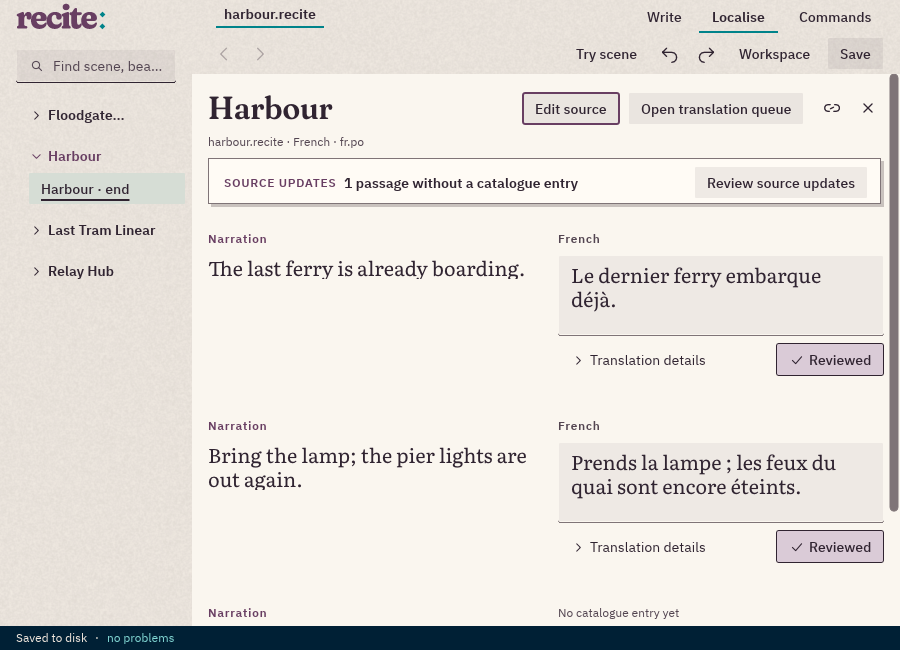 recite:
harbour.recite
Write
Localise
Commands
Try scene
Workspace
Save
Find scene, bea...
Floodgate...
Harbour
Harbour · end
Last Tram Linear
Relay Hub
Harbour
Edit source
Open translation queue
harbour.recite · French · fr.po
SOURCE UPDATES 1 passage without a catalogue entry
Review source updates
Narration
The last ferry is already boarding.
French
Le dernier ferry embarque
déjà.
Translation details
Reviewed
Narration
Bring the lamp; the pier lights are
out again.
French
Prends la lampe ; les feux du
quai sont encore éteints.
Translation details
Reviewed
Narration
No catalogue entry yet
Saved to disk · no problems